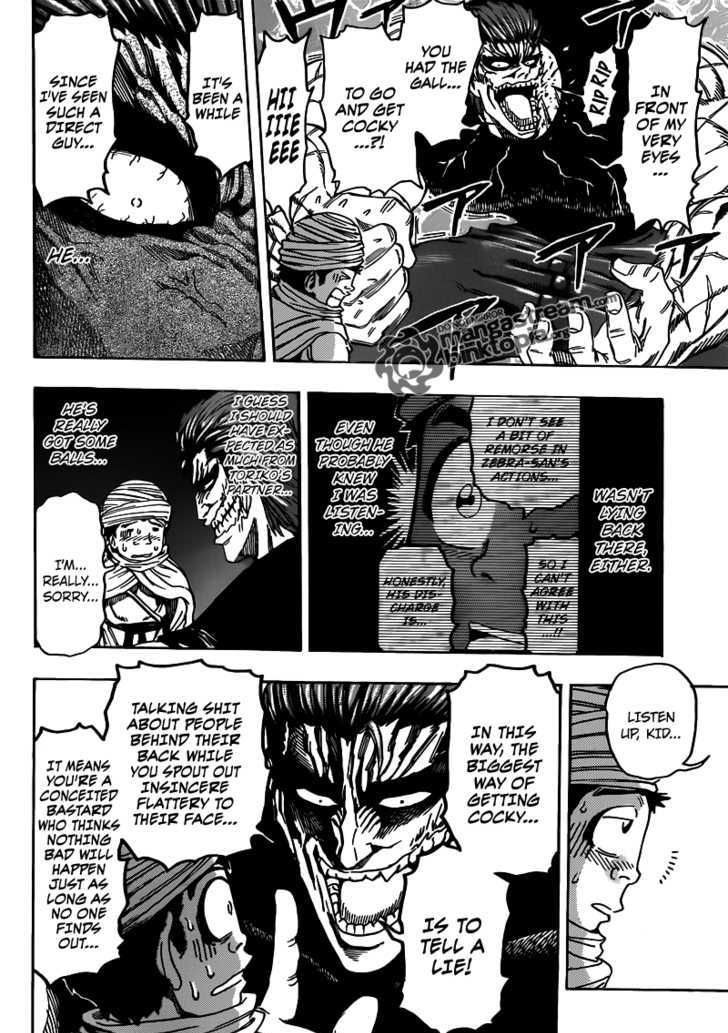 IN
FRONT
OF MY
VERY
EYES
...
RIP RIP
YOU
HAD THE
GALL...
TO GO
AND GET
COCKY
...?!
HII
IIIE
EEE
IT'S
BEEN A
WHILE
SINCE
I'VE SEEN
SUCH A
DIRECT
GUY...
HE...
mangastream.com
pinktopia
WASN'T
LYING
BACK
THERE,
EITHER.
I DON'T SEE
A BIT OF
REMORSE IN
ZEBRA-SAN'S
ACTIONS...
SO I
CAN'T
AGREE
WITH
THIS
...!!
HONESTLY,
HIS DIS-
CHARGE
IS...
EVEN
THOUGH HE
PROBABLY
KNEW
I WAS
LISTEN-
ING...
I GUESS
I SHOULD
HAVE EX-
PECTED AS
MUCH FROM
TORIKO'S
PARTNER...
HE'S
REALLY
GOT SOME
BALLS...
I'M...
REALLY...
SORRY...
LISTEN
UP, KID...
IN THIS
WAY, THE
BIGGEST
WAY OF
GETTING
COCKY...
IS TO
TELL A
LIE!
TALKING SHIT
ABOUT PEOPLE
BEHIND THEIR
BACK WHILE
YOU SPOUT OUT
INSINCERE
FLATTERY TO
THEIR FACE...
IT MEANS
YOU'RE A
CONCEITED
BASTARD
WHO THINKS
NOTHING
BAD WILL
HAPPEN
JUST AS
LONG AS
NO ONE
FINDS
OUT...